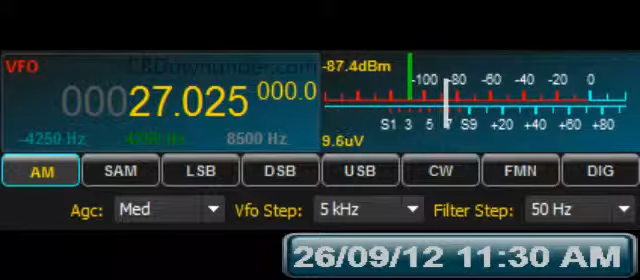 VFO
CBDownunder.com
-87.4dBm
00027.025 000.0
-100 -80 -60 -40 -20 0
S1 3 5 7 S9 +20 +40 +60 +80
-4250 Hz 4250 Hz 8500 Hz
9.6uV
AM SAM LSB DSB USB CW FMN DIG
Agc: Med Vfo Step: 5 kHz Filter Step: 50 Hz
26/09/12 11:30 AM